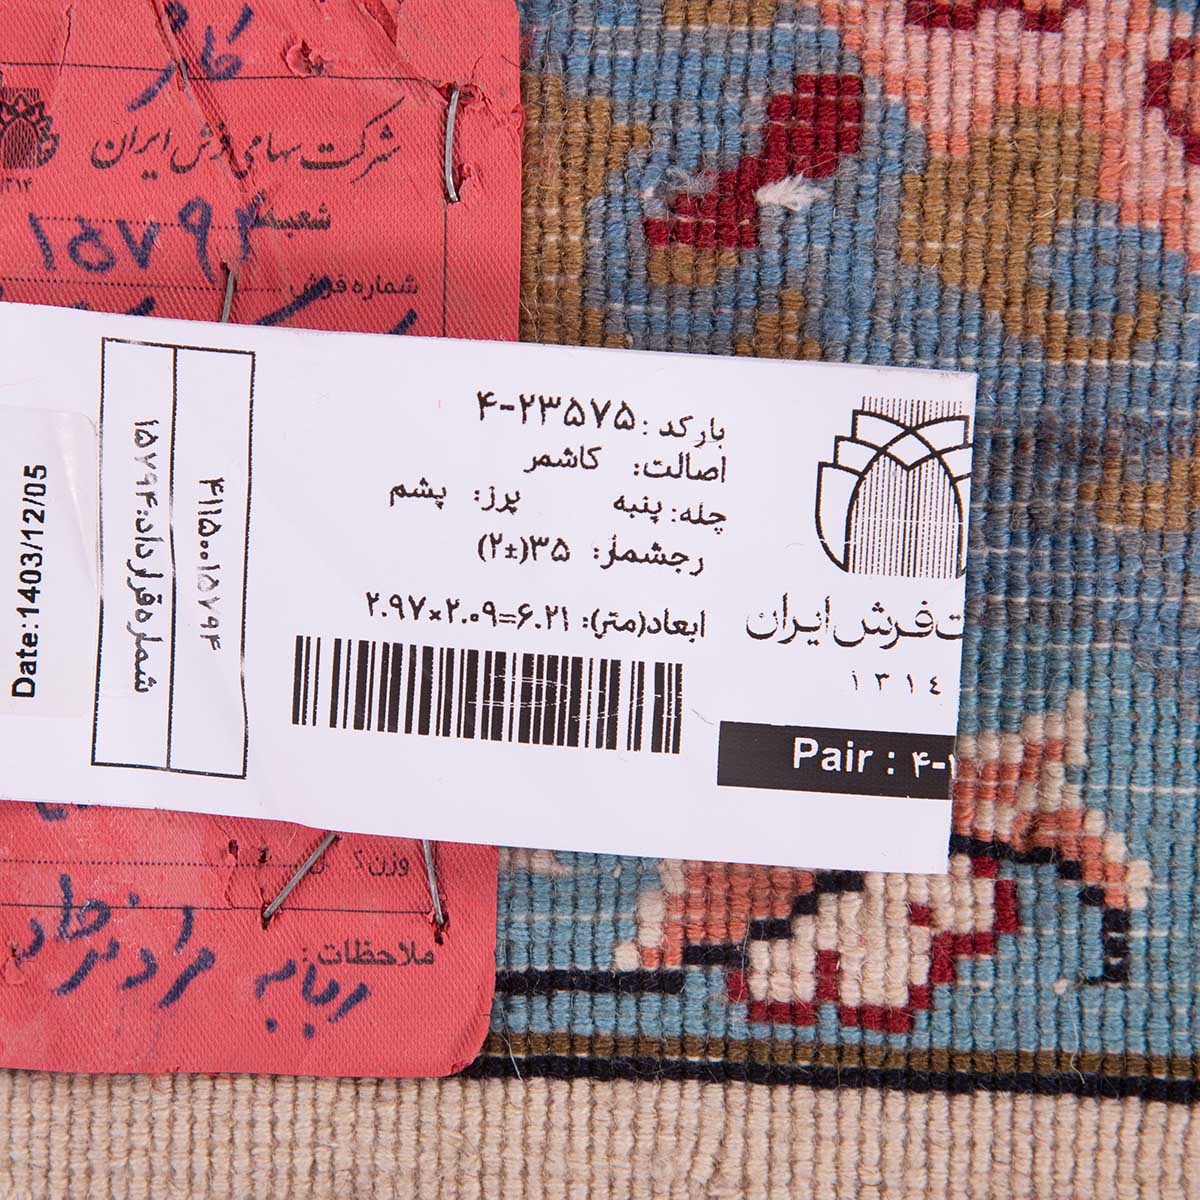 شرکت سهامی فرش ایران
شعبه:
۱۵۷۹۴
شماره فرش
بارکد: ۴-۲۳۵۷۵
اصالت: کاشمر
چله: پنبه پرز: پشم
رجشمار: ۳۵(±۲)
ابعاد(متر): ۲.۹۷×۲.۰۹=۶.۲۱
فرش ایران
۱۳۱۴
Pair : ۴-
۴۱۱۵۰۰۱۵۷۹۴
شماره قرارداد: ۱۵۷۹۴
Date: 1403/12/05
وزن؟
ملاحظات: